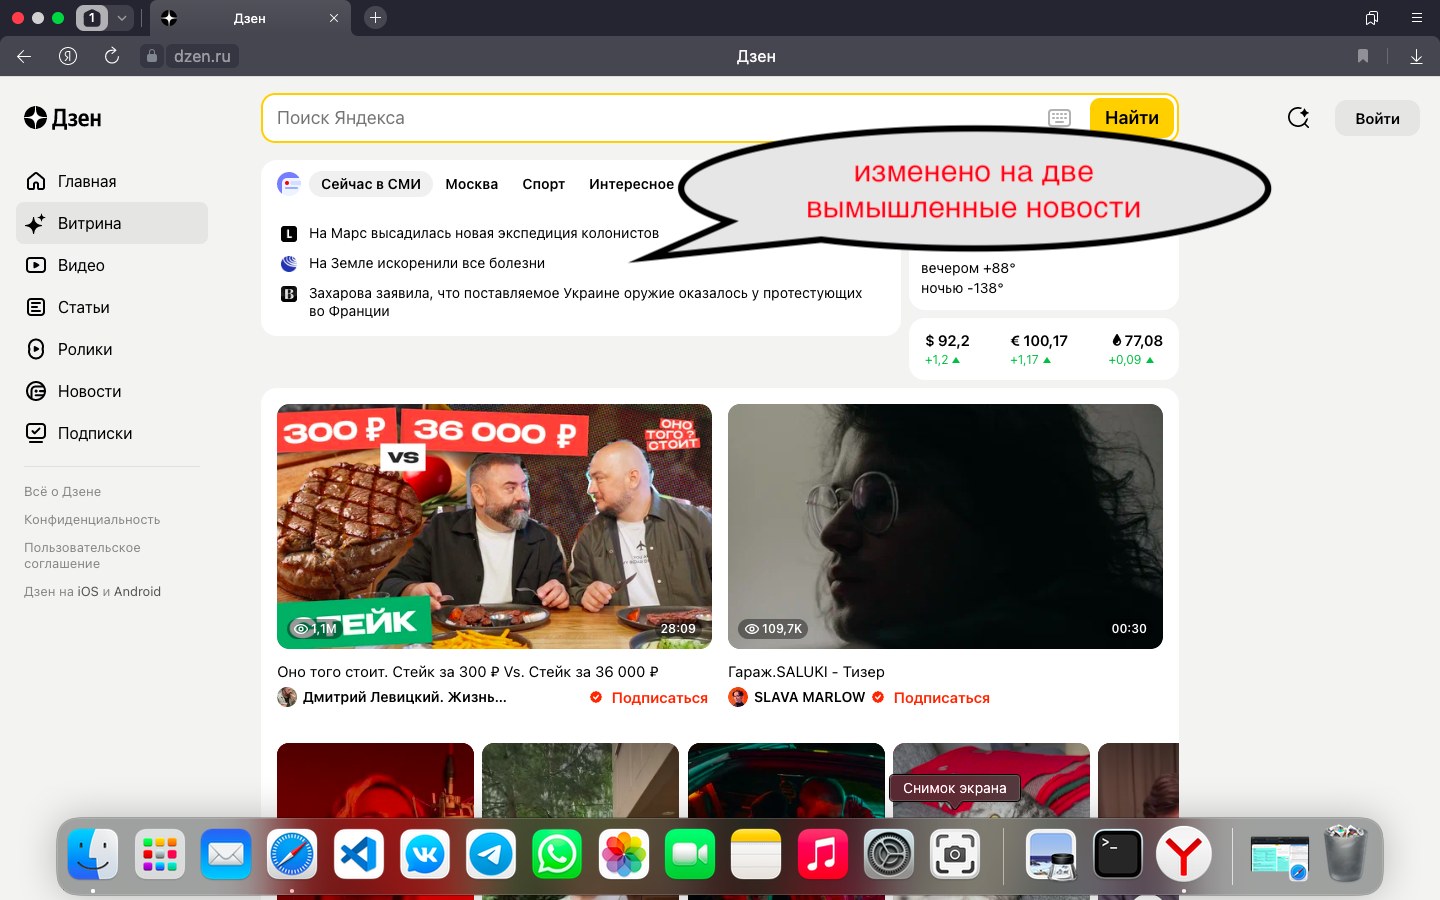 1
Дзен
dzen.ru
Дзен
Дзен
Поиск Яндекса
Найти
Войти
изменено на две
вымышленные новости
Главная
Витрина
Видео
Статьи
Ролики
Новости
Подписки
Всё о Дзене
Конфиденциальность
Пользовательское
соглашение
Дзен на iOS и Android
Сейчас в СМИ
Москва
Спорт
Интересное
На Марс высадилась новая экспедиция колонистов
На Земле искоренили все болезни
Захарова заявила, что поставляемое Украине оружие оказалось у протестующих
во Франции
вечером +88°
ночью -138°
$ 92,2
€ 100,17
77,08
+1,2
+1,17
+0,09
300 ₽
36 000 ₽
VS
ОНО
ТОГО?
СТОИТ
СТЕЙК
1,1M
28:09
109,7K
00:30
Оно того стоит. Стейк за 300 ₽ Vs. Стейк за 36 000 ₽
Дмитрий Левицкий. Жизнь...
Подписаться
Гараж.SALUKI - Тизер
SLAVA MARLOW
Подписаться
Снимок экрана